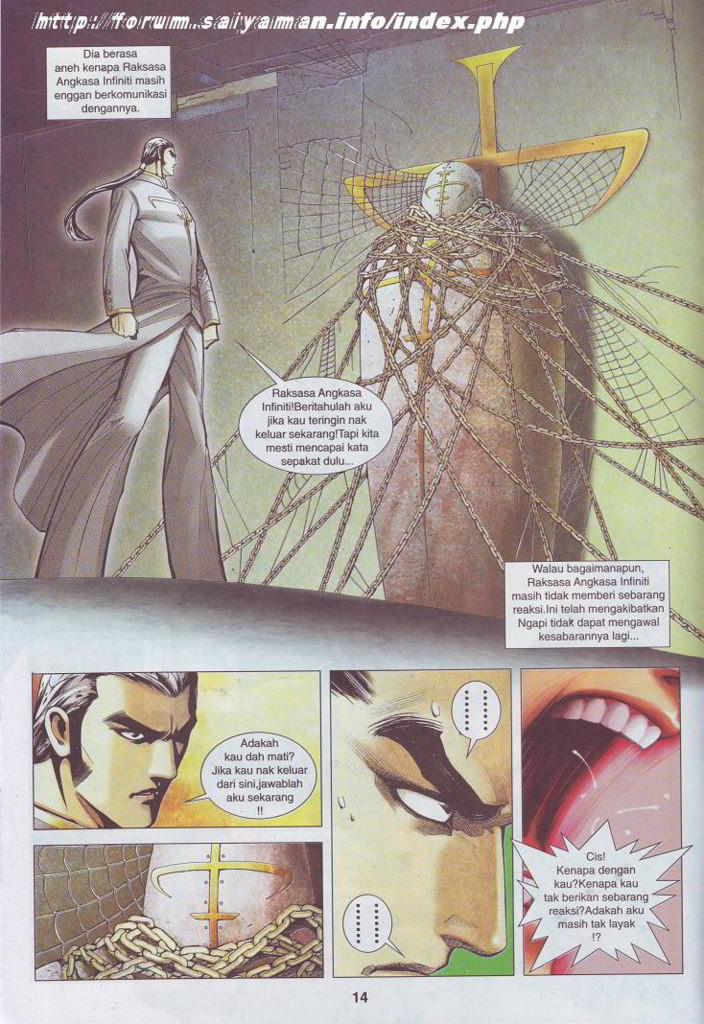 http://forum.saiyaman.info/index.php
Dia berasa
aneh kenapa Raksasa
Angkasa Infiniti masih
enggan berkomunikasi
dengannya.
Raksasa Angkasa
Infiniti!Beritahulah aku
jika kau teringin nak
keluar sekarang!Tapi kita
mesti mencapai kata
sepakat dulu...
Walau bagaimanapun,
Raksasa Angkasa Infiniti
masih tidak memberi sebarang
reaksi.Ini telah mengakibatkan
Ngapi tidak dapat mengawal
kesabarannya lagi...
Adakah
kau dah mati?
Jika kau nak keluar
dari sini,jawablah
aku sekarang
!!
Cis!
Kenapa dengan
kau?Kenapa kau
tak berikan sebarang
reaksi?Adakah aku
masih tak layak
!?
14